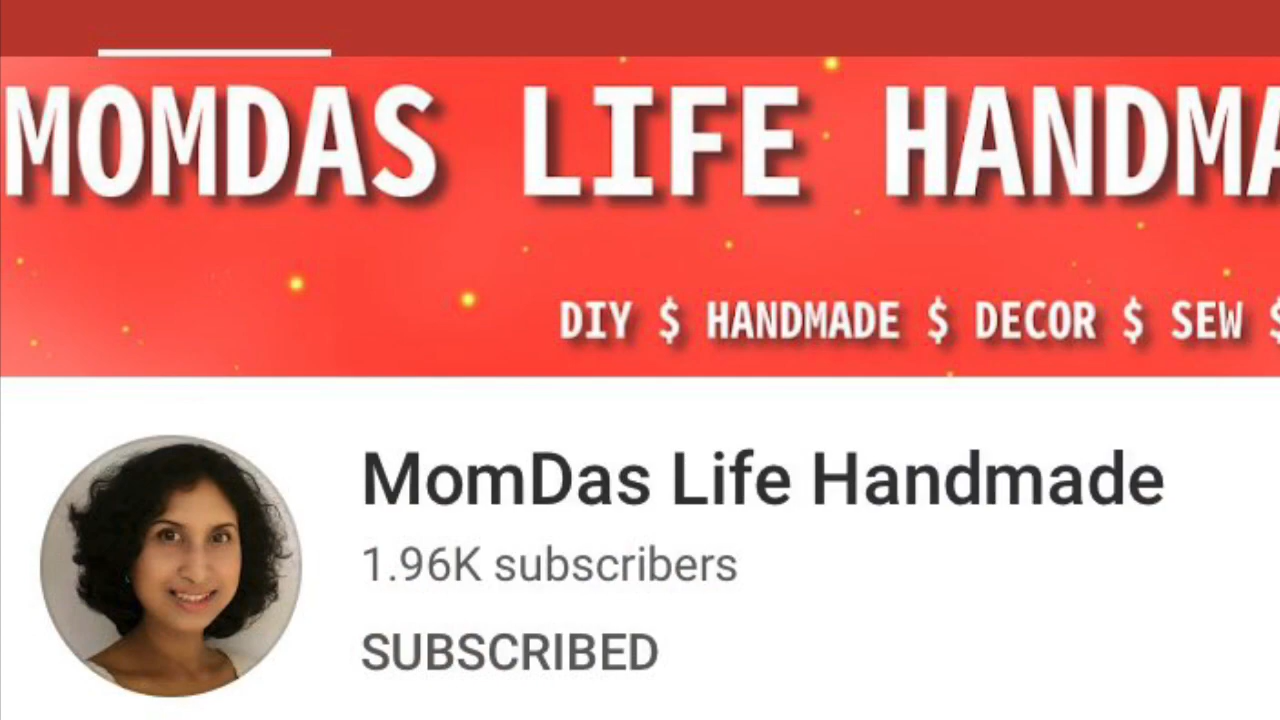 MOMDAS LIFE HANDMA
DIY $ HANDMADE $ DECOR $ SEW $
MomDas Life Handmade
1.96K subscribers
SUBSCRIBED